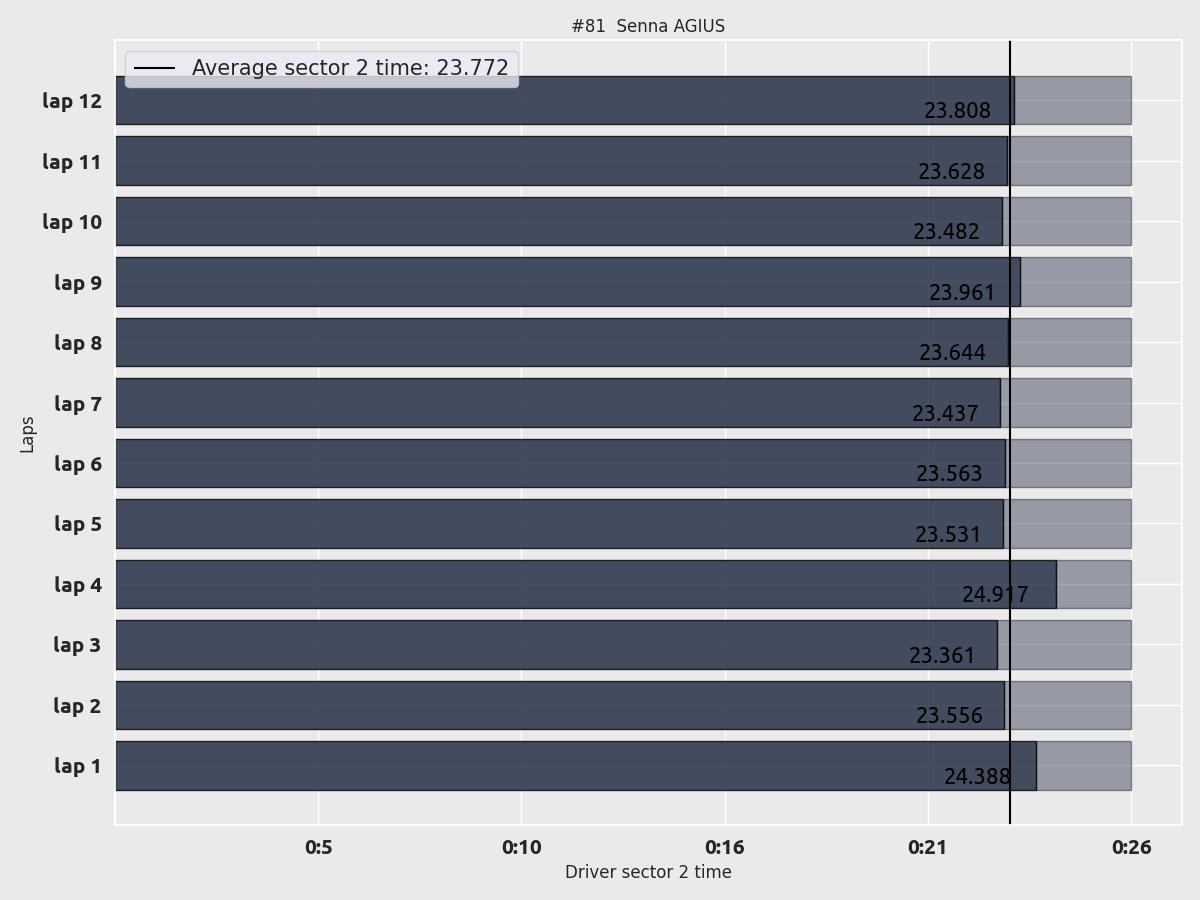 #81  Senna AGIUS
Average sector 2 time: 23.772
lap 12
23.808
lap 11
23.628
lap 10
23.482
lap 9
23.961
lap 8
23.644
lap 7
23.437
lap 6
23.563
lap 5
23.531
lap 4
24.917
lap 3
23.361
lap 2
23.556
lap 1
24.388
Laps
0:5 0:10 0:16 0:21 0:26
Driver sector 2 time